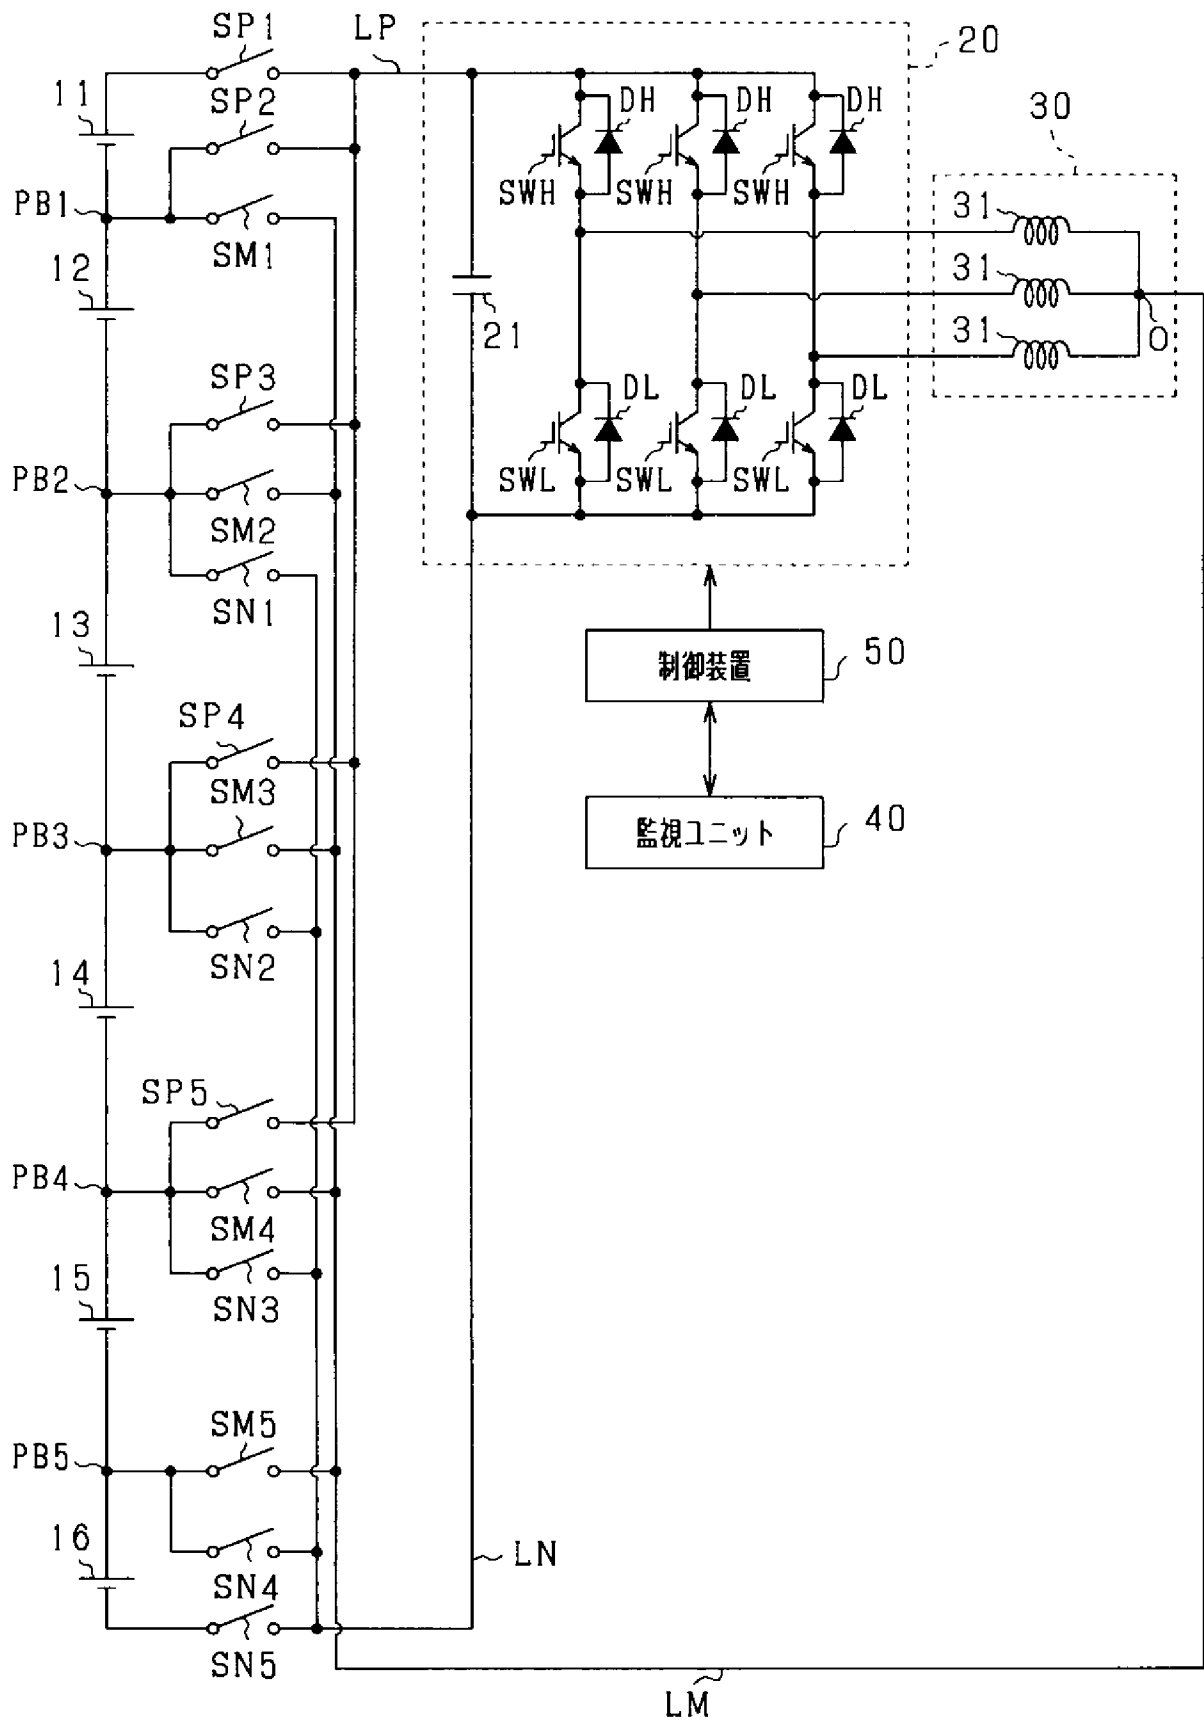 SP1
LP
20
11
SP2
DH
DH
DH
30
SWH
SWH
SWH
PB1
SM1
31
12
31
21
31
O
SP3
DL
DL
DL
PB2
SWL
SWL
SWL
SM2
SN1
13
制御装置
50
SP4
SM3
PB3
監視ユニット
40
SN2
14
SP5
PB4
SM4
15
SN3
SM5
PB5
16
LN
SN4
SN5
LM